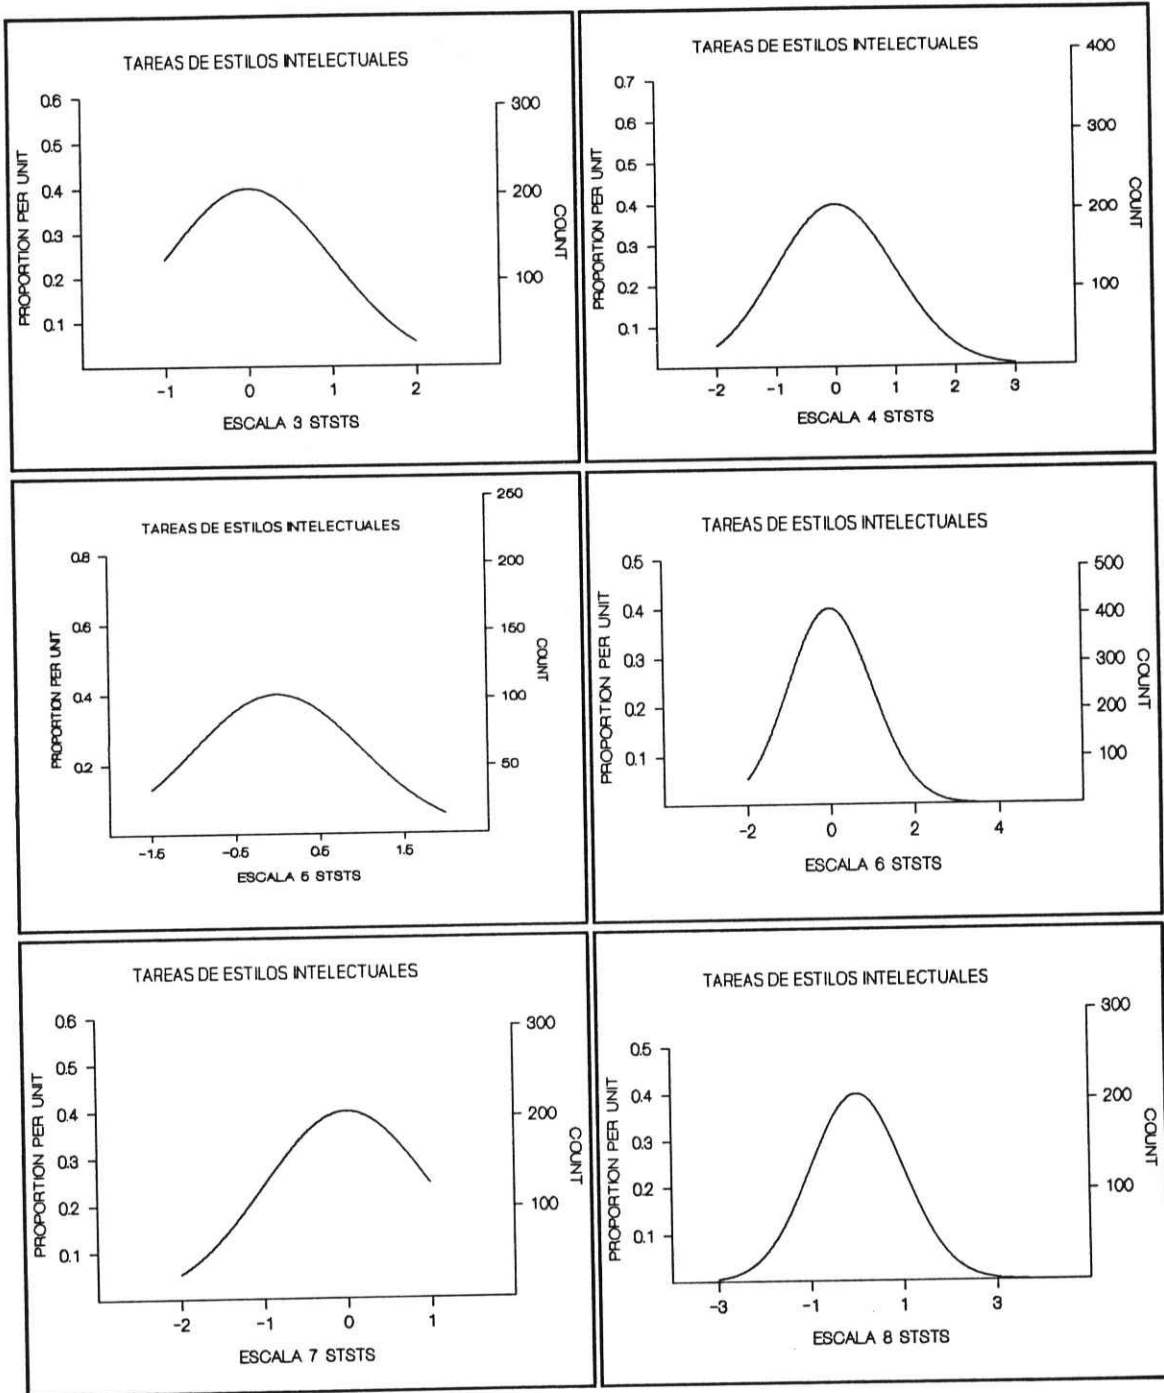 TAREAS DE ESTILOS INTELECTUALES
0.6
0.5
0.4
0.3
0.2
0.1
PROPORTION PER UNIT
300
200
100
COUNT
-1 0 1 2
ESCALA 3 STSTS
TAREAS DE ESTILOS INTELECTUALES
0.7
0.6
0.5
0.4
0.3
0.2
0.1
PROPORTION PER UNIT
400
300
200
100
COUNT
-2 -1 0 1 2 3
ESCALA 4 STSTS
TAREAS DE ESTILOS INTELECTUALES
0.8
0.6
0.4
0.2
PROPORTION PER UNIT
250
200
150
100
50
COUNT
-1.5 -0.5 0.5 1.5
ESCALA 5 STSTS
TAREAS DE ESTILOS INTELECTUALES
0.5
0.4
0.3
0.2
0.1
PROPORTION PER UNIT
500
400
300
200
100
COUNT
-2 0 2 4
ESCALA 6 STSTS
TAREAS DE ESTILOS INTELECTUALES
0.6
0.5
0.4
0.3
0.2
0.1
PROPORTION PER UNIT
300
200
100
COUNT
-2 -1 0 1
ESCALA 7 STSTS
TAREAS DE ESTILOS INTELECTUALES
0.5
0.4
0.3
0.2
0.1
PROPORTION PER UNIT
300
200
100
COUNT
-3 -1 1 3
ESCALA 8 STSTS